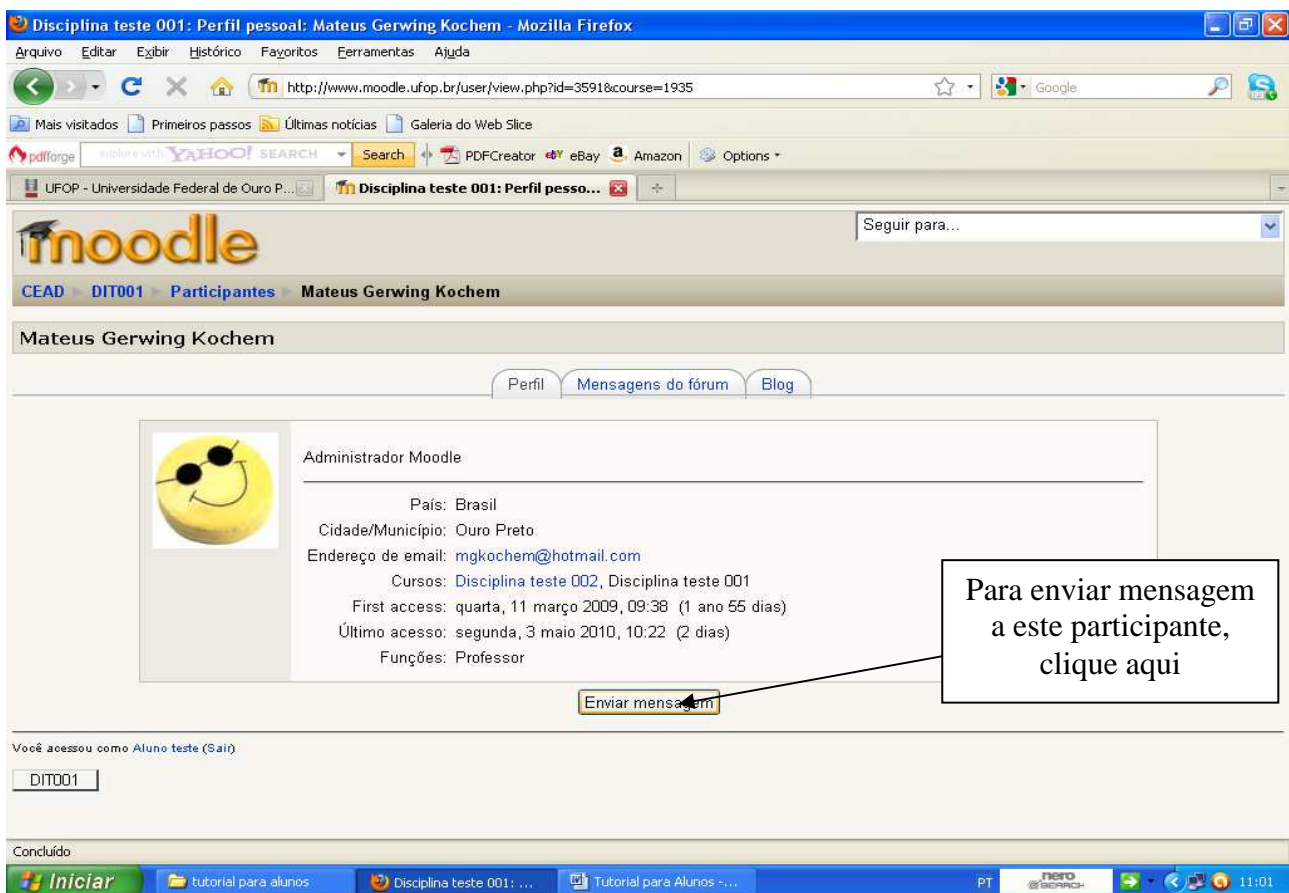 Disciplina teste 001: Perfil pessoal: Mateus Gerwing Kochem - Mozilla Firefox
Arquivo Editar Exibir Histórico Favoritos Ferramentas Ajuda
http://www.moodle.ufop.br/user/view.php?id=3591&course=1935
Google
Mais visitados Primeiros passos Últimas notícias Galeria do Web Slice
pdfforge explore with YAHOO! SEARCH Search PDFCreator eBay Amazon Options
UFOP - Universidade Federal de Ouro P... Disciplina teste 001: Perfil pesso...
moodle
Seguir para...
CEAD DIT001 Participantes Mateus Gerwing Kochem
Mateus Gerwing Kochem
Perfil Mensagens do fórum Blog
Administrador Moodle
País: Brasil
Cidade/Município: Ouro Preto
Endereço de email: mgkochem@hotmail.com
Cursos: Disciplina teste 002, Disciplina teste 001
First access: quarta, 11 março 2009, 09:38 (1 ano 55 dias)
Último acesso: segunda, 3 maio 2010, 10:22 (2 dias)
Funções: Professor
Para enviar mensagem
a este participante,
clique aqui
Enviar mensagem
Você acessou como Aluno teste (Sair)
DIT001
Concluído
Iniciar tutorial para alunos Disciplina teste 001: ... Tutorial para Alunos -... PT nero SEARCH 11:01